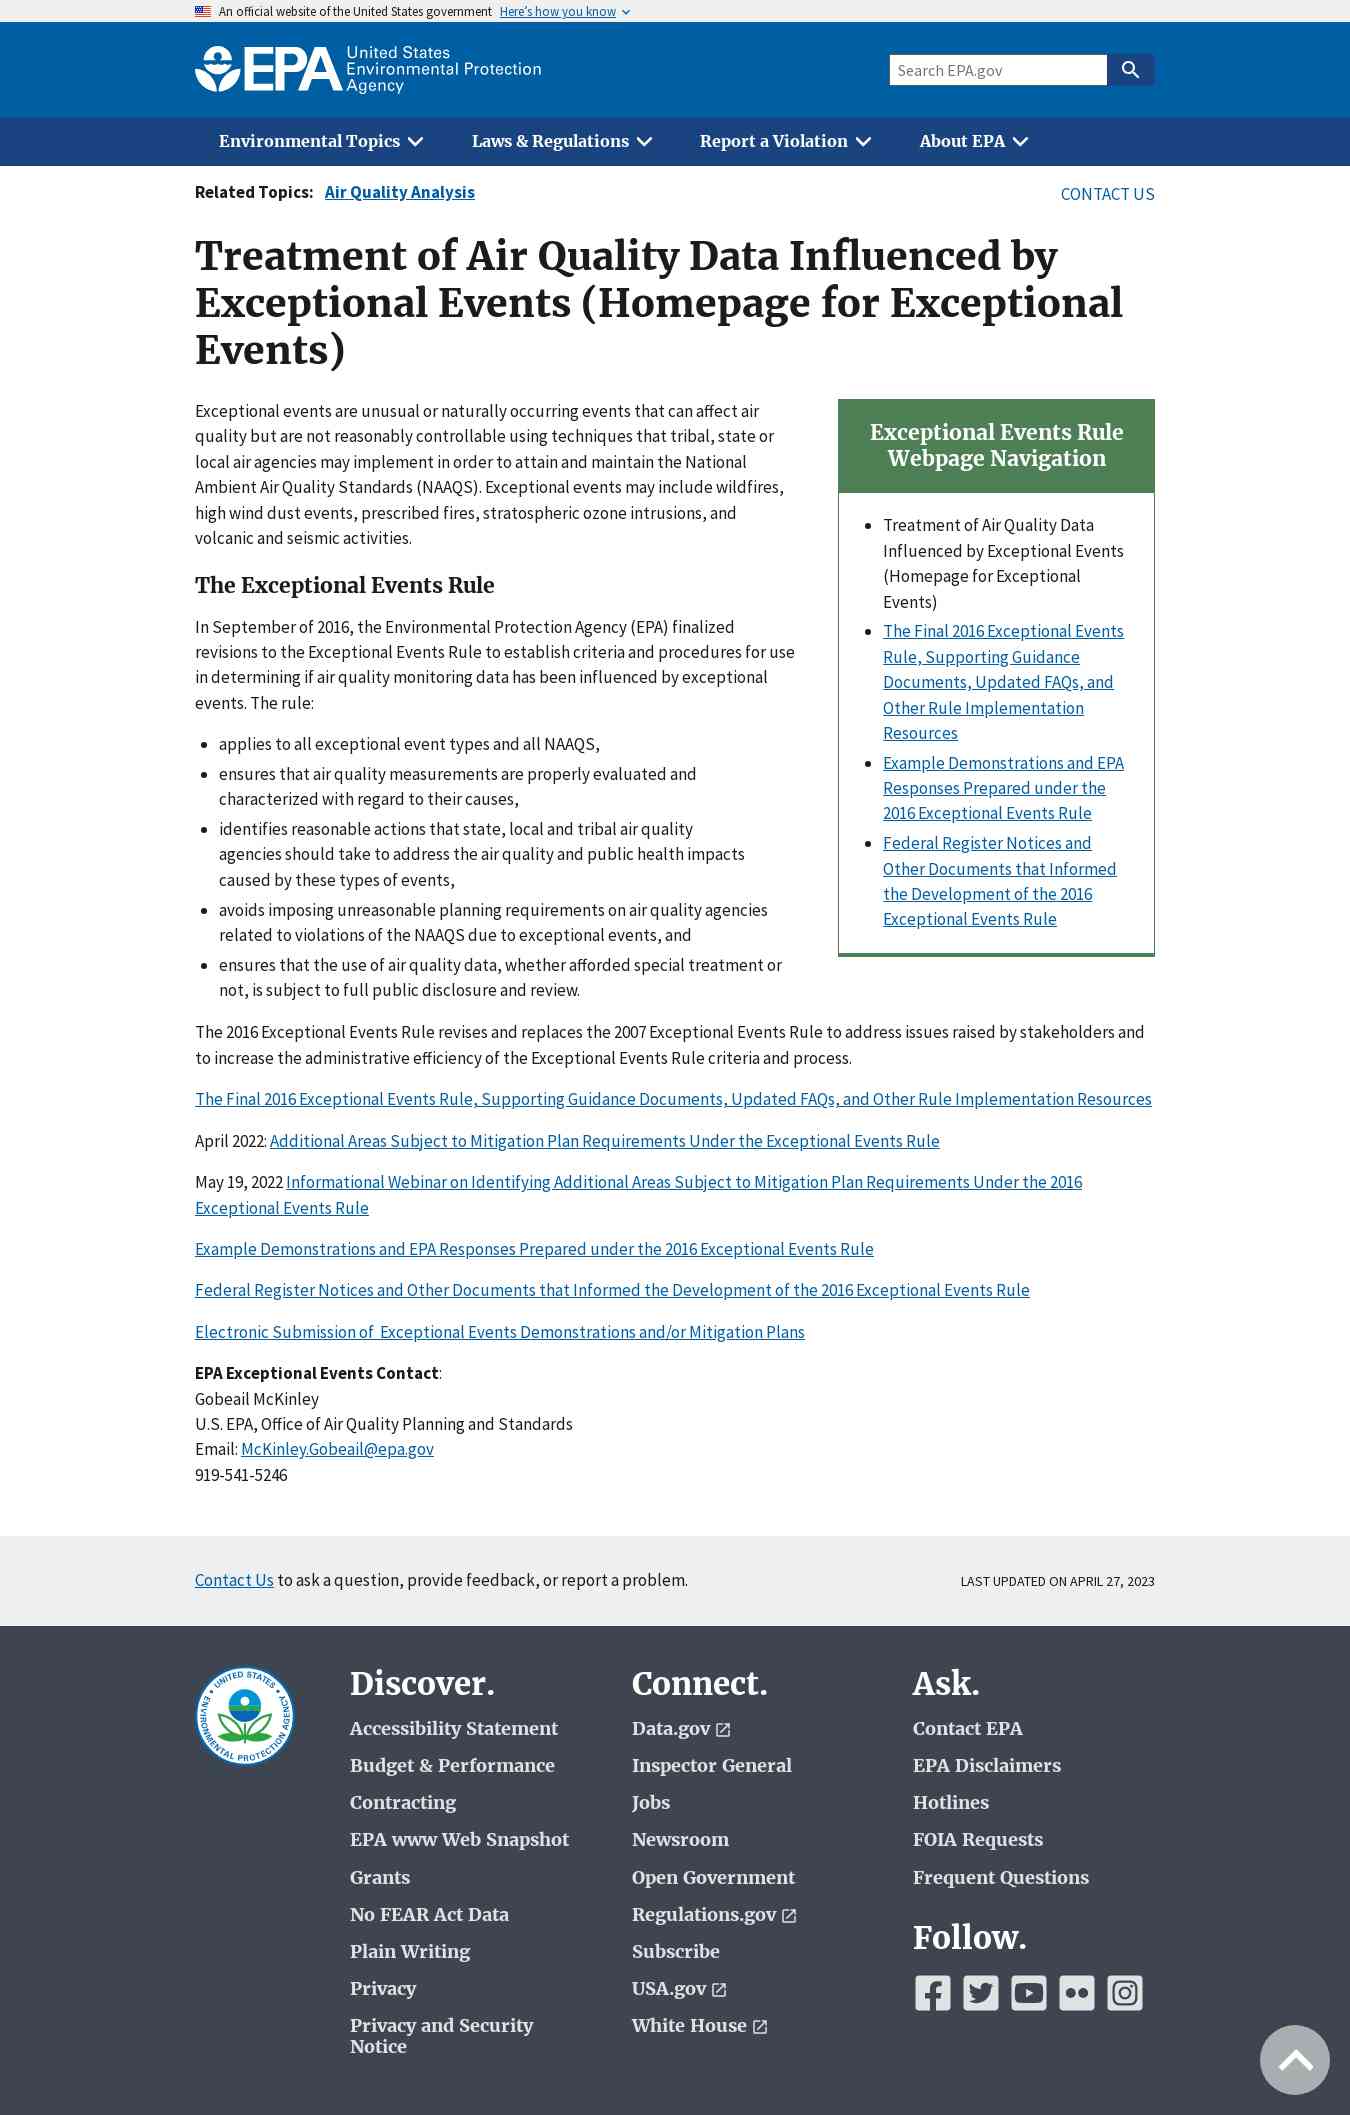 An official website of the United States government Here's how you know
EPA United States
Environmental Protection
Agency
Search EPA.gov
Environmental Topics
Laws & Regulations
Report a Violation
About EPA
Related Topics: Air Quality Analysis
CONTACT US
Treatment of Air Quality Data Influenced by
Exceptional Events (Homepage for Exceptional
Events)
Exceptional events are unusual or naturally occurring events that can affect air
quality but are not reasonably controllable using techniques that tribal, state or
local air agencies may implement in order to attain and maintain the National
Ambient Air Quality Standards (NAAQS). Exceptional events may include wildfires,
high wind dust events, prescribed fires, stratospheric ozone intrusions, and
volcanic and seismic activities.
The Exceptional Events Rule
In September of 2016, the Environmental Protection Agency (EPA) finalized
revisions to the Exceptional Events Rule to establish criteria and procedures for use
in determining if air quality monitoring data has been influenced by exceptional
events. The rule:
applies to all exceptional event types and all NAAQS,
ensures that air quality measurements are properly evaluated and
characterized with regard to their causes,
identifies reasonable actions that state, local and tribal air quality
agencies should take to address the air quality and public health impacts
caused by these types of events,
avoids imposing unreasonable planning requirements on air quality agencies
related to violations of the NAAQS due to exceptional events, and
ensures that the use of air quality data, whether afforded special treatment or
not, is subject to full public disclosure and review.
Exceptional Events Rule
Webpage Navigation
Treatment of Air Quality Data
Influenced by Exceptional Events
(Homepage for Exceptional
Events)
The Final 2016 Exceptional Events
Rule, Supporting Guidance
Documents, Updated FAQs, and
Other Rule Implementation
Resources
Example Demonstrations and EPA
Responses Prepared under the
2016 Exceptional Events Rule
Federal Register Notices and
Other Documents that Informed
the Development of the 2016
Exceptional Events Rule
The 2016 Exceptional Events Rule revises and replaces the 2007 Exceptional Events Rule to address issues raised by stakeholders and
to increase the administrative efficiency of the Exceptional Events Rule criteria and process.
The Final 2016 Exceptional Events Rule, Supporting Guidance Documents, Updated FAQs, and Other Rule Implementation Resources
April 2022: Additional Areas Subject to Mitigation Plan Requirements Under the Exceptional Events Rule
May 19, 2022 Informational Webinar on Identifying Additional Areas Subject to Mitigation Plan Requirements Under the 2016
Exceptional Events Rule
Example Demonstrations and EPA Responses Prepared under the 2016 Exceptional Events Rule
Federal Register Notices and Other Documents that Informed the Development of the 2016 Exceptional Events Rule
Electronic Submission of  Exceptional Events Demonstrations and/or Mitigation Plans
EPA Exceptional Events Contact:
Gobeail McKinley
U.S. EPA, Office of Air Quality Planning and Standards
Email: McKinley.Gobeail@epa.gov
919-541-5246
Contact Us to ask a question, provide feedback, or report a problem.
LAST UPDATED ON APRIL 27, 2023
UNITED STATES
ENVIRONMENTAL PROTECTION AGENCY
Discover.
Accessibility Statement
Budget & Performance
Contracting
EPA www Web Snapshot
Grants
No FEAR Act Data
Plain Writing
Privacy
Privacy and Security
Notice
Connect.
Data.gov
Inspector General
Jobs
Newsroom
Open Government
Regulations.gov
Subscribe
USA.gov
White House
Ask.
Contact EPA
EPA Disclaimers
Hotlines
FOIA Requests
Frequent Questions
Follow.